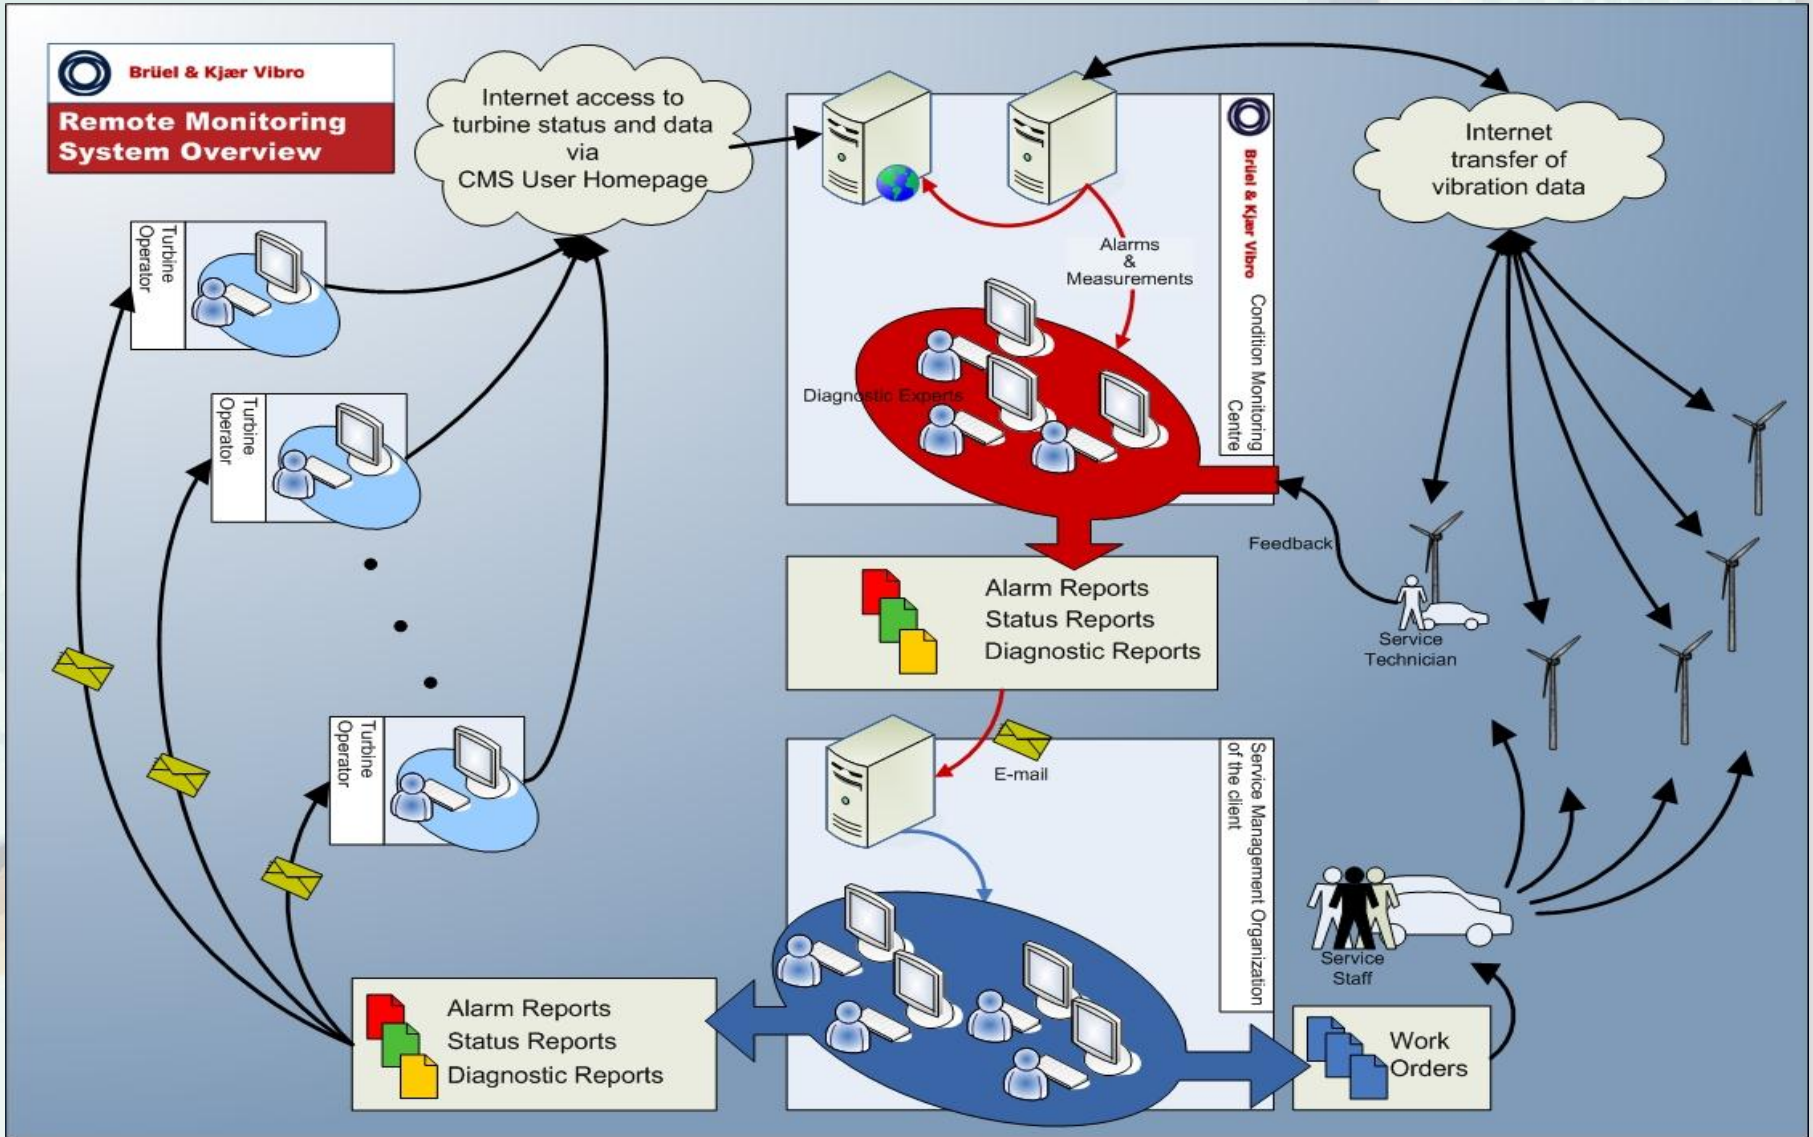 Brüel & Kjær Vibro
Remote Monitoring
System Overview
Internet access to
turbine status and data
via
CMS User Homepage
Internet
transfer of
vibration data
Brüel & Kjær Vibro
Condition Monitoring
Centre
Alarms
&
Measurements
Diagnostic Experts
Turbine
Operator
Turbine
Operator
Turbine
Operator
Feedback
Service
Technician
Alarm Reports
Status Reports
Diagnostic Reports
E-mail
Service Management Organization
of the client
Service
Staff
Alarm Reports
Status Reports
Diagnostic Reports
Work
Orders